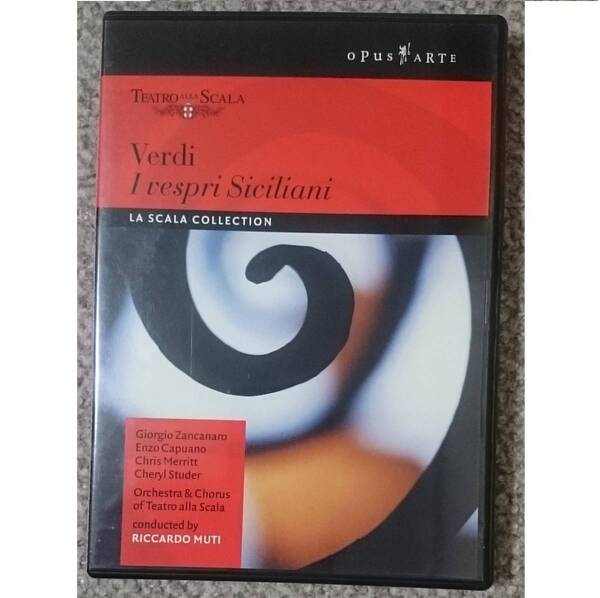 OPUS ARTE
TEATRO ALLA SCALA
Verdi
I vespri Siciliani
LA SCALA COLLECTION
Giorgio Zancanaro
Enzo Capuano
Chris Merritt
Cheryl Studer
Orchestra & Chorus
of Teatro alla Scala
conducted by
RICCARDO MUTI